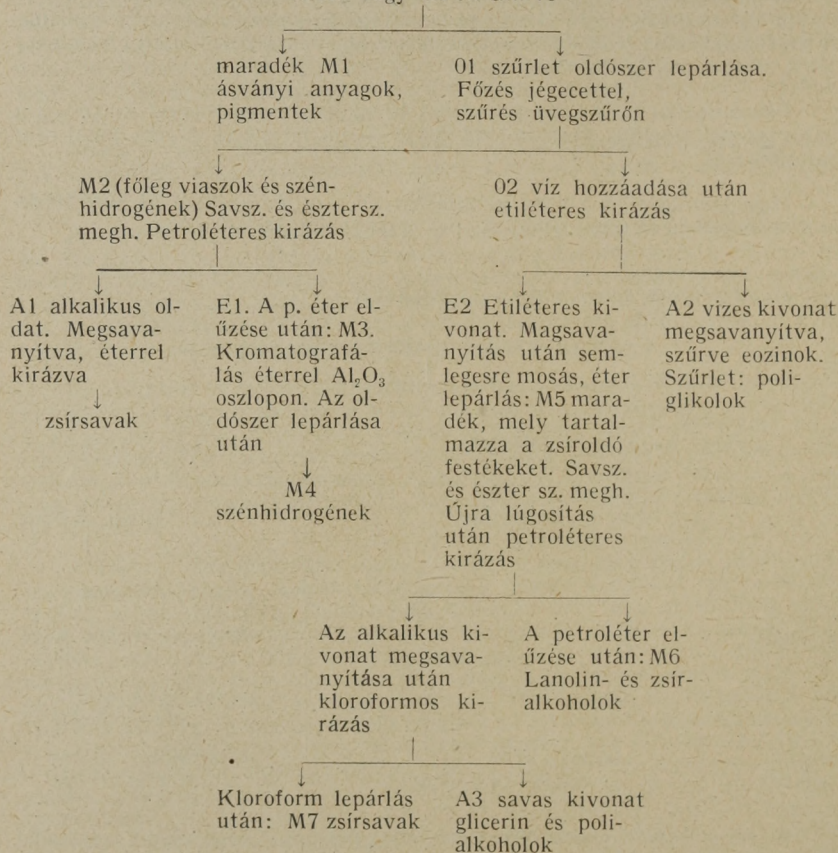 maradék M1
ásványi anyagok,
pigmentek
01 szűrlet oldószer lepárlása.
Főzés jégecettel,
szűrés üvegszűrőn
M2 (főleg viaszok és szén-
hidrogének) Savsz. és észtersz.
megh. Petroléteres kirázás
02 víz hozzáadása után
etiléteres kirázás
A1 alkalikus ol-
dat. Megsava-
nyítva, éterrel
kirázva
zsírsavak
E1. A p. éter el-
űzése után: M3.
Kromatografá-
lás éterrel Al₂O₃
oszlopon. Az ol-
dószer lepárlása
után
M4
szénhidrogének
E2 Etiléteres ki-
vonat. Magsava-
nyítás után sem-
legesre mosás, éter
lepárlás: M5 mara-
dék, mely tartal-
mazza a zsíroldó
festékeket. Savsz.
és észter sz. megh.
Újra lúgosítás
után petroléteres
kirázás
A2 vizes kivonat
megsavanyítva,
szűrve eozinok.
Szűrlet: poli-
glikolok
Az alkalikus ki-
vonat megsava-
nyítása után
kloroformos ki-
rázás
A petroléter el-
űzése után: M6
Lanolin- és zsír-
alkoholok
Kloroform lepárlás
után: M7 zsírsavak
A3 savas kivonat
glicerin és poli-
alkoholok